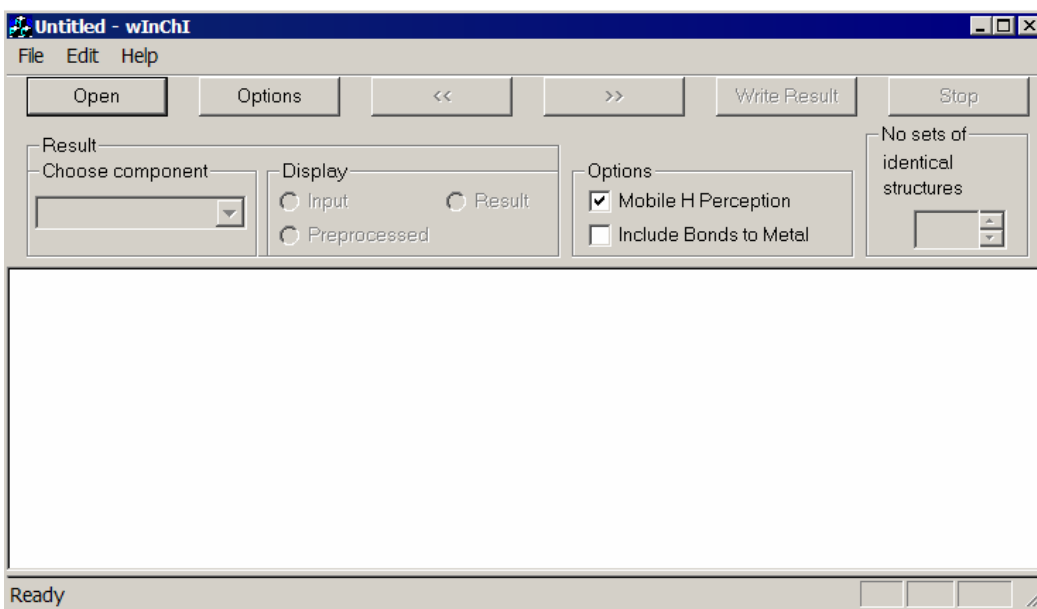 Untitled - wInChI
File Edit Help
Open Options << >> Write Result Stop
Result
Choose component
Display
Input Result
Preprocessed
Options
Mobile H Perception
Include Bonds to Metal
No sets of
identical
structures
Ready